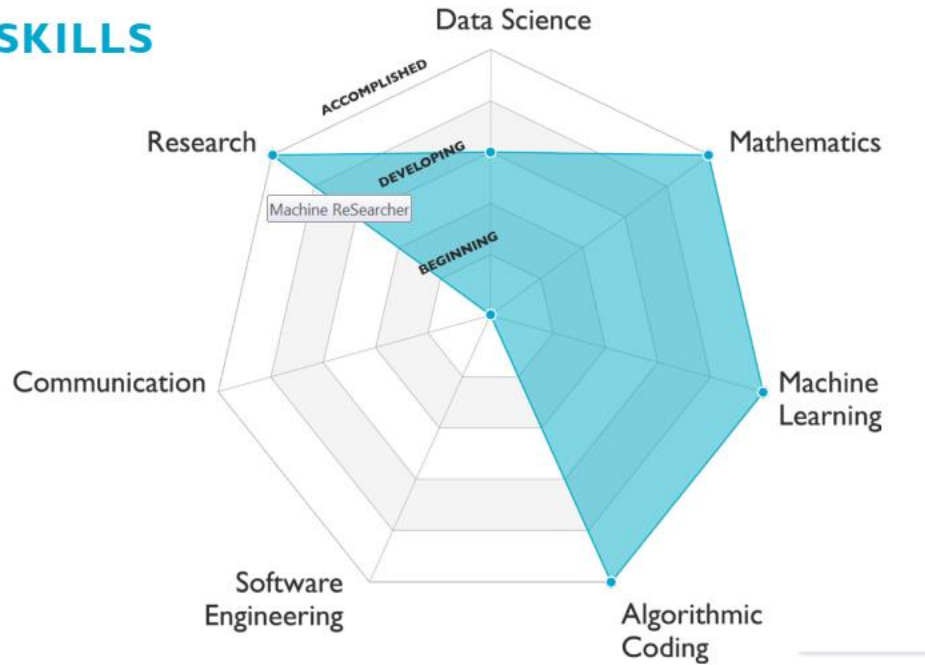 SKILLS
Data Science
ACCOMPLISHED
Research
Mathematics
DEVELOPING
Machine ReSearcher
BEGINNING
Communication
Machine
Learning
Software
Engineering
Algorithmic
Coding